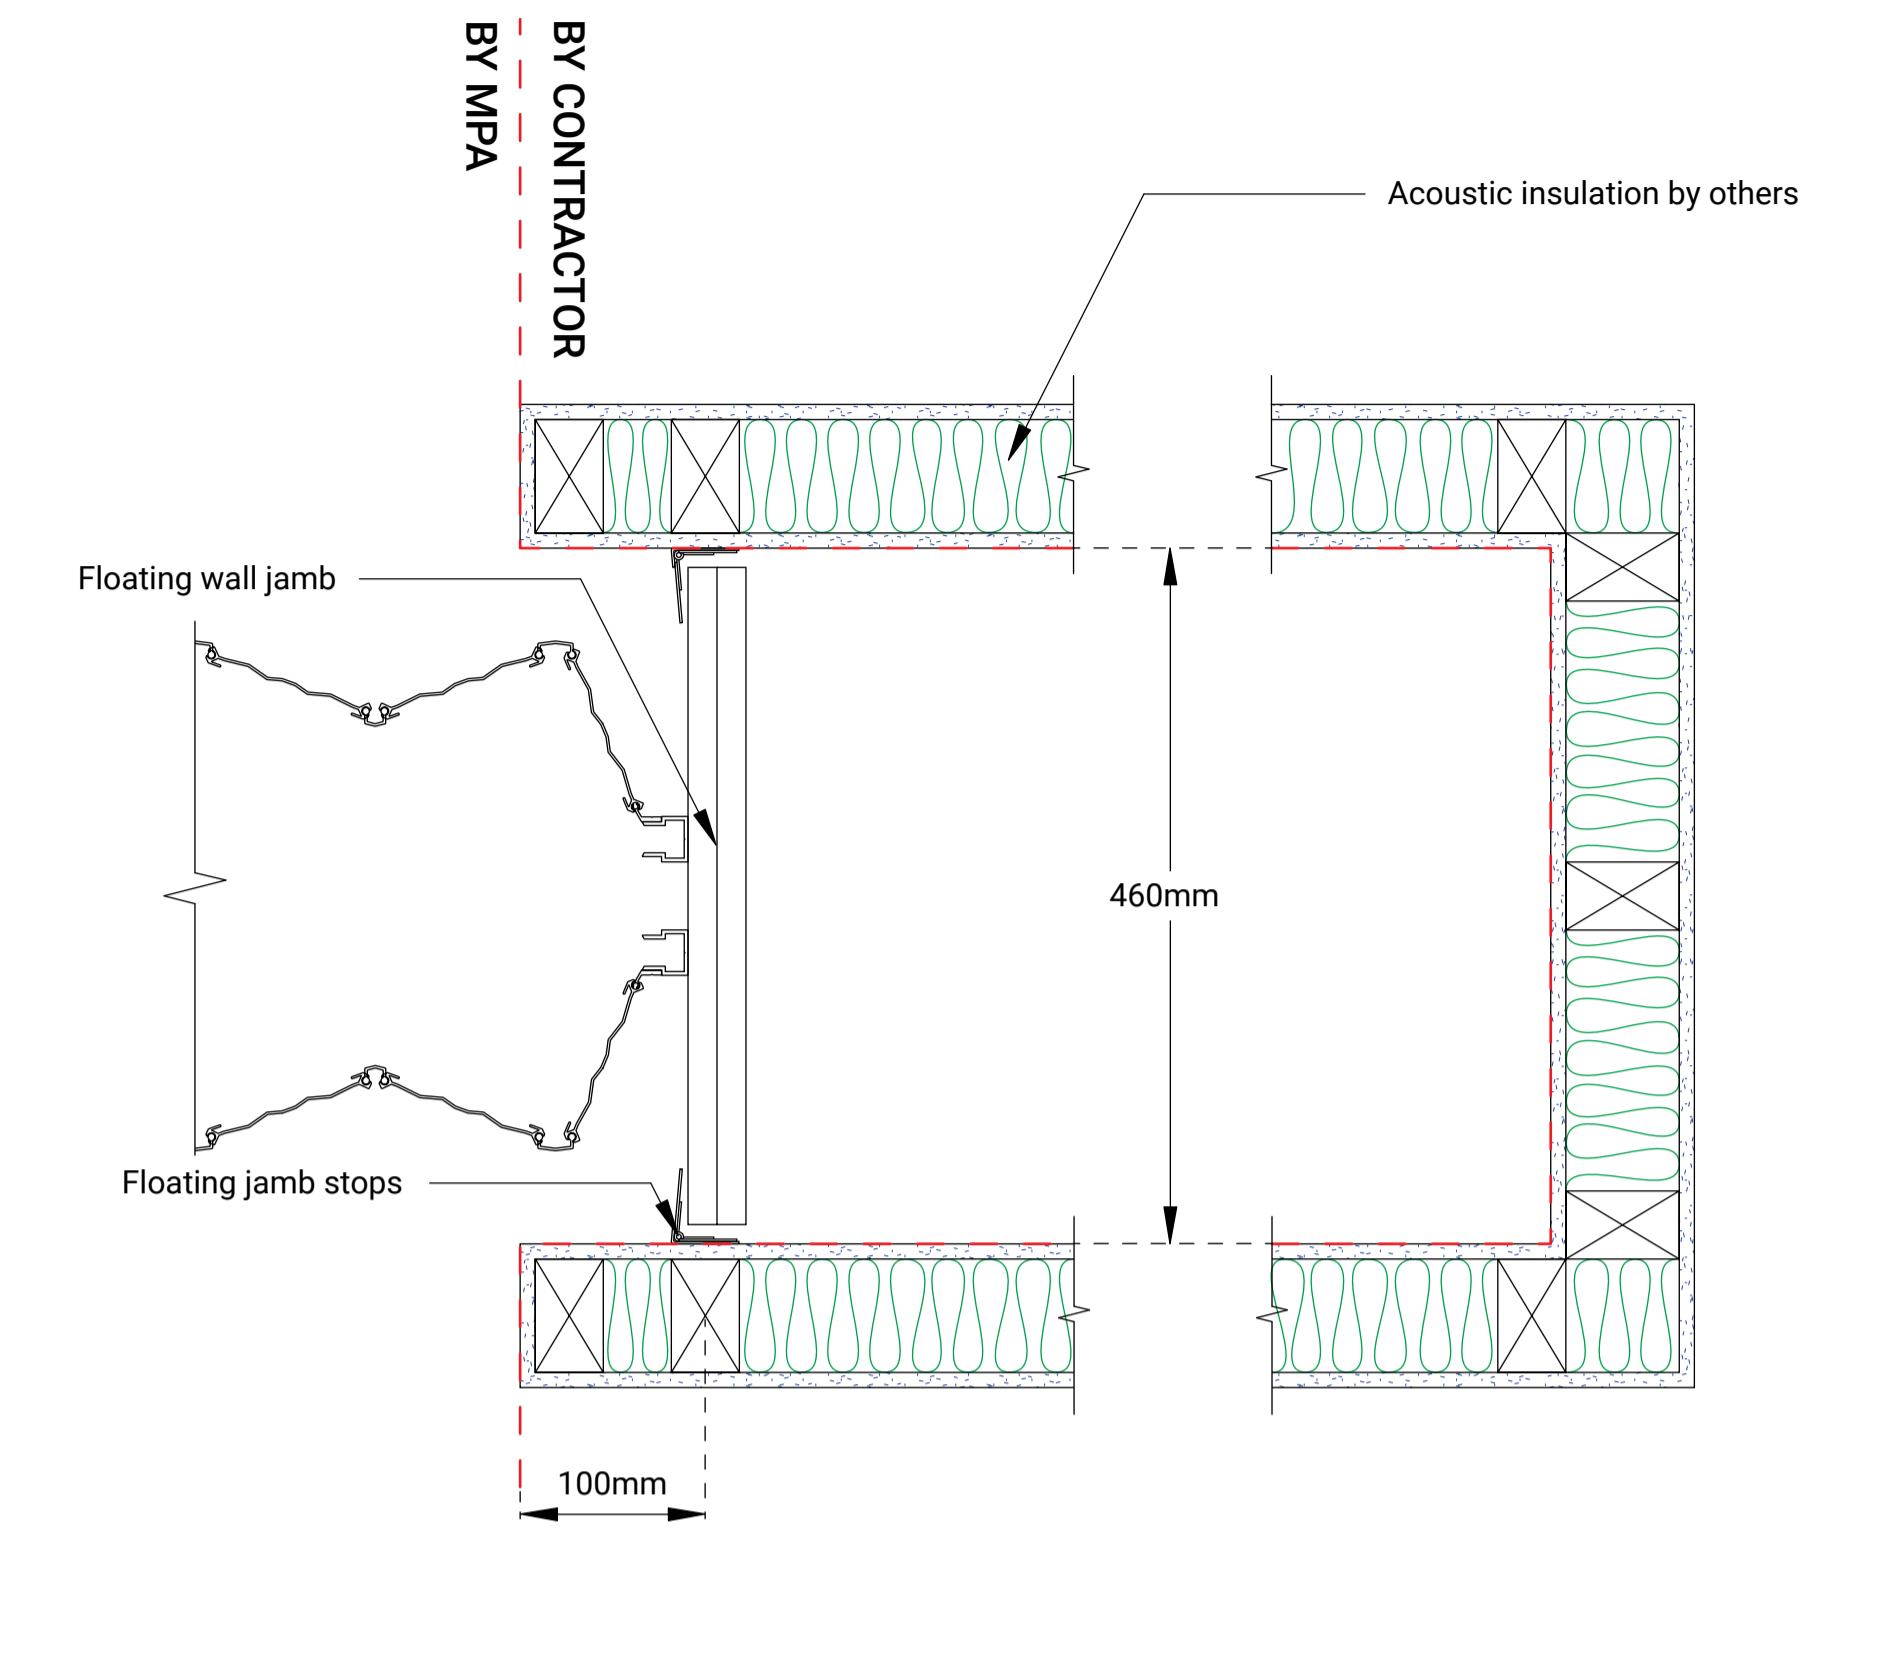 BY CONTRACTOR
BY MPA
Acoustic insulation by others
Floating wall jamb
460mm
Floating jamb stops
100mm